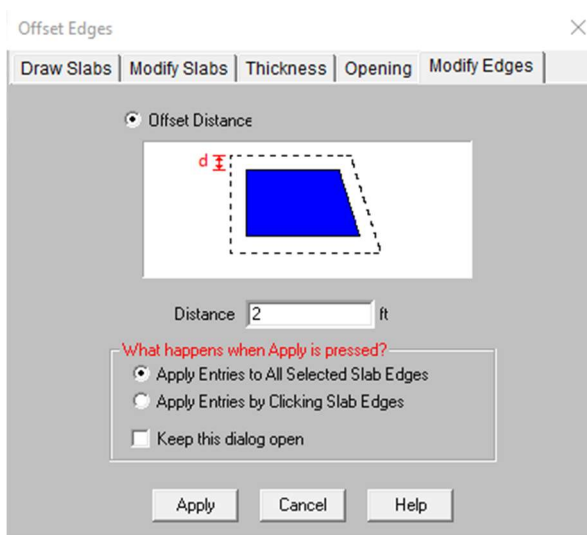 Offset Edges
Draw Slabs Modify Slabs Thickness Opening Modify Edges
Offset Distance
d
Distance 2 ft
What happens when Apply is pressed?
Apply Entries to All Selected Slab Edges
Apply Entries by Clicking Slab Edges
Keep this dialog open
Apply Cancel Help